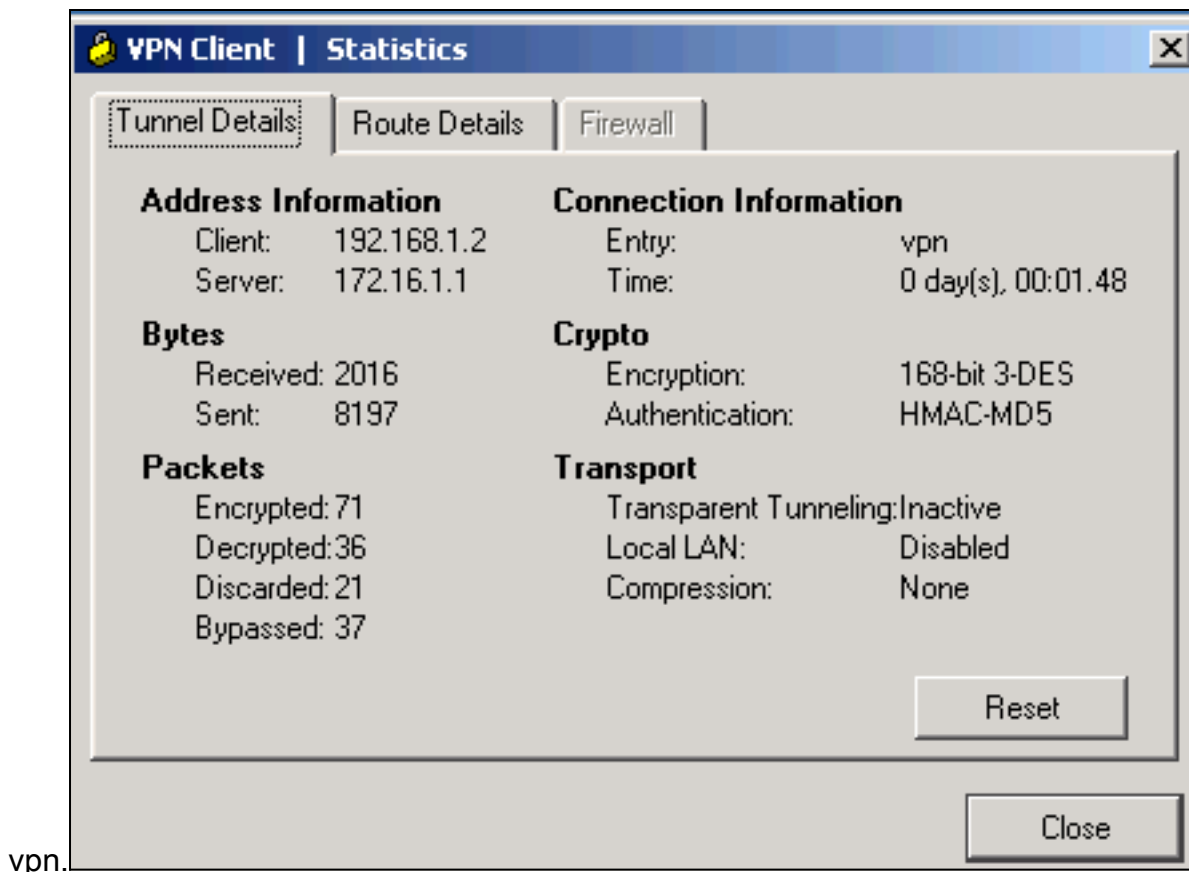 VPN Client | Statistics
Tunnel Details Route Details Firewall
Address Information
Client: 192.168.1.2
Server: 172.16.1.1
Bytes
Received: 2016
Sent: 8197
Packets
Encrypted: 71
Decrypted: 36
Discarded: 21
Bypassed: 37
Connection Information
Entry: vpn
Time: 0 day(s), 00:01.48
Crypto
Encryption: 168-bit 3-DES
Authentication: HMAC-MD5
Transport
Transparent Tunneling: Inactive
Local LAN: Disabled
Compression: None
Reset
Close
vpn.